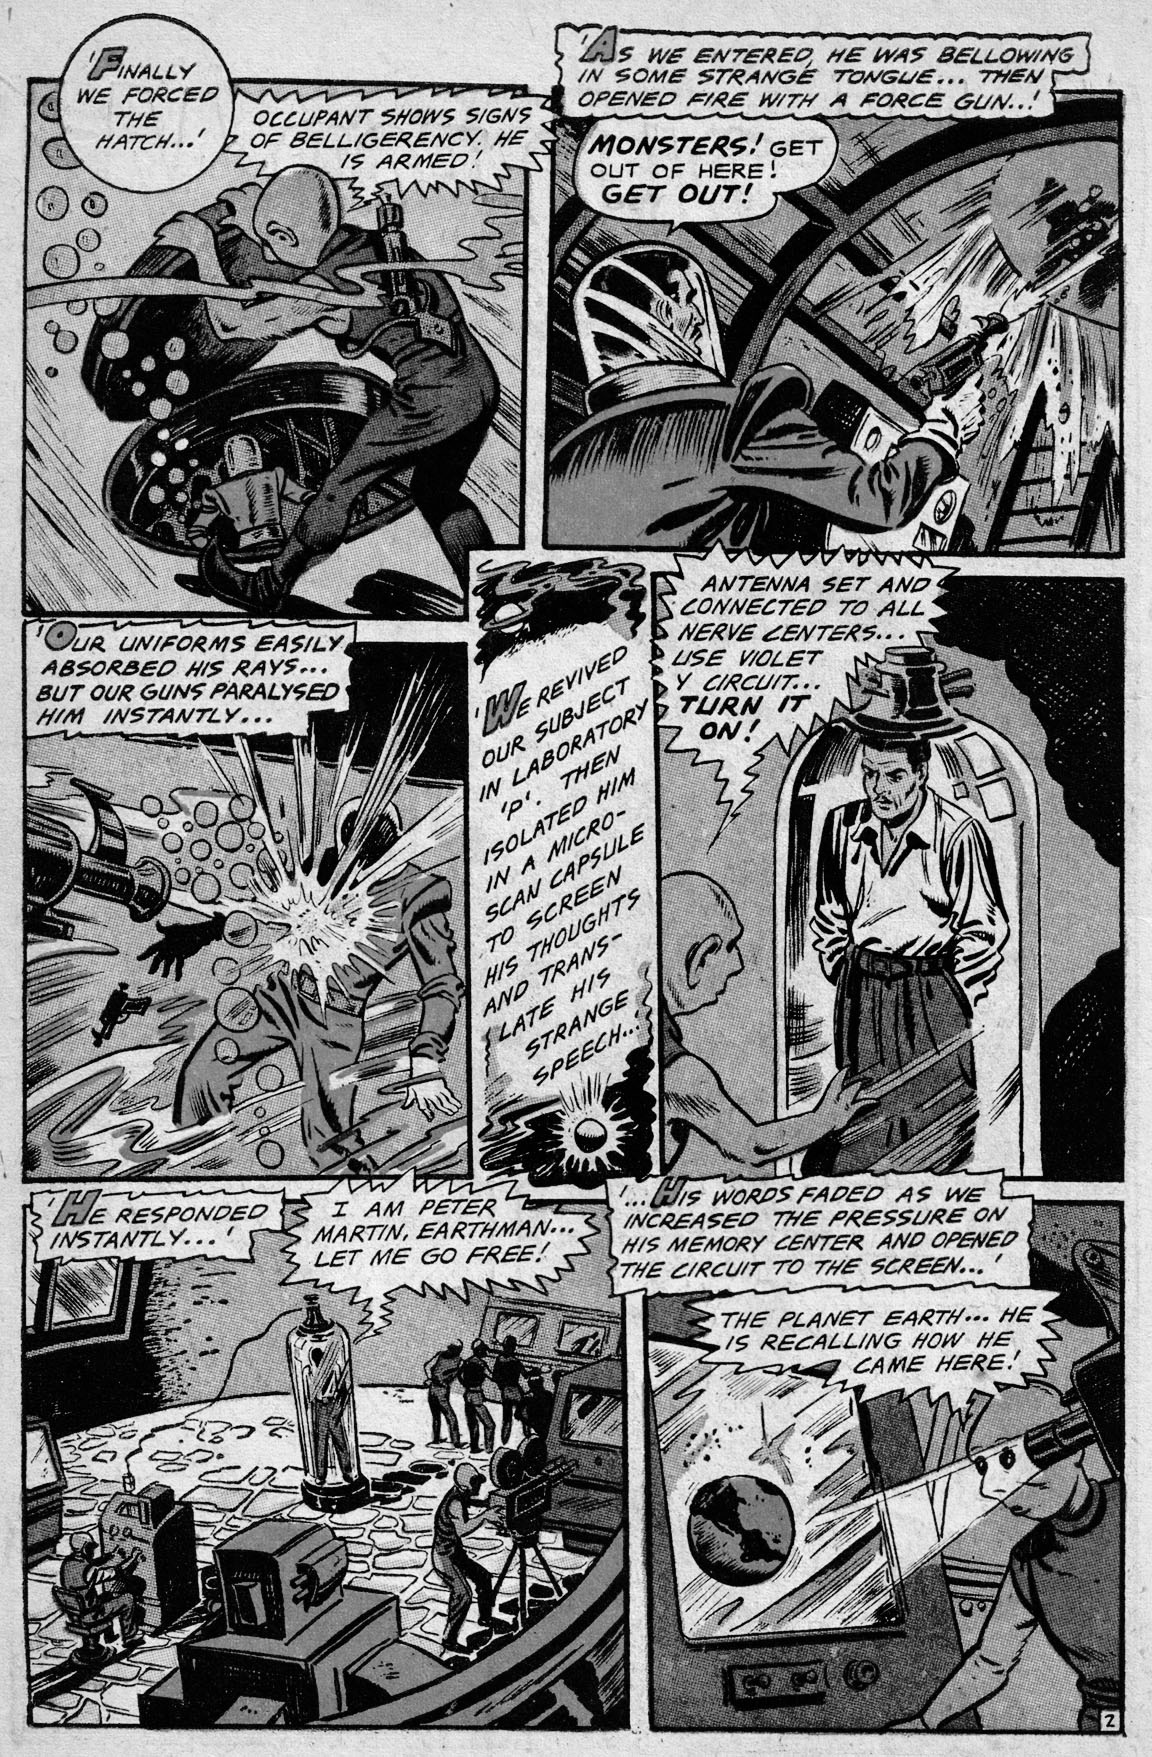 'FINALLY
WE FORCED
THE
HATCH...'
OCCUPANT SHOWS SIGNS
OF BELLIGERENCY. HE
IS ARMED!
'AS WE ENTERED, HE WAS BELLOWING
IN SOME STRANGE TONGUE... THEN
OPENED FIRE WITH A FORCE GUN...!'
MONSTERS! GET
OUT OF HERE!
GET OUT!
'OUR UNIFORMS EASILY
ABSORBED HIS RAYS...
BUT OUR GUNS PARALYSED
HIM INSTANTLY...
'WE REVIVED
OUR SUBJECT
IN LABORATORY
'P'. THEN
ISOLATED HIM
IN A MICRO-
SCAN CAPSULE
TO SCREEN
HIS THOUGHTS
AND TRANS-
LATE HIS
STRANGE
SPEECH...'
ANTENNA SET AND
CONNECTED TO ALL
NERVE CENTERS...
USE VIOLET
Y CIRCUIT...
TURN IT
ON!
'HE RESPONDED
INSTANTLY...'
I AM PETER
MARTIN, EARTHMAN...
LET ME GO FREE!
'...HIS WORDS FADED AS WE
INCREASED THE PRESSURE ON
HIS MEMORY CENTER AND OPENED
THE CIRCUIT TO THE SCREEN...'
THE PLANET EARTH... HE
IS RECALLING HOW HE
CAME HERE!
2